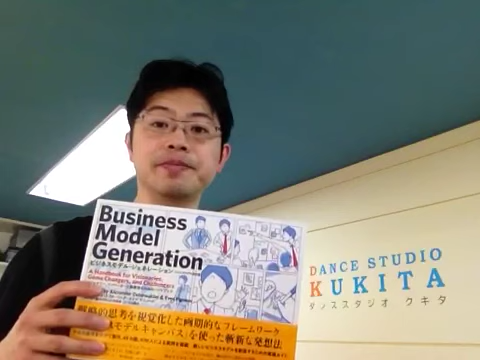 Business
Model
Generation
ビジネスモデル・ジェネレーション
A Handbook for Visionaries,
Game Changers, and Challengers
Alexander Osterwalder & Yves Pigneur
戦略的思考を視覚化した画期的なフレームワーク
モデルキャンバス」を使った斬新な発想法
DANCE STUDIO
KUKITA
ダンススタジオ クキタ